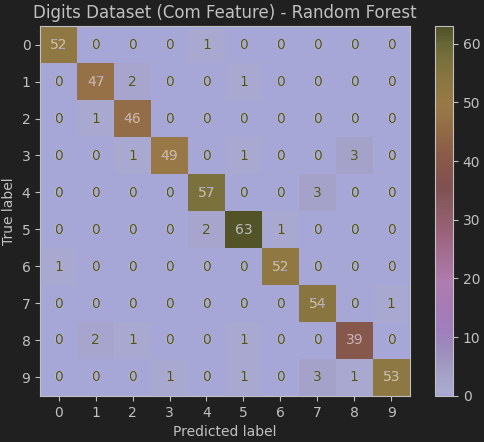 Digits Dataset (Com Feature) - Random Forest
0 52 0 0 0 1 0 0 0 0 0
1 0 47 2 0 0 1 0 0 0 0
2 0 1 46 0 0 0 0 0 0 0
3 0 0 1 49 0 1 0 0 3 0
4 0 0 0 0 57 0 0 3 0 0
5 0 0 0 0 2 63 1 0 0 0
6 1 0 0 0 0 0 52 0 0 0
7 0 0 0 0 0 0 0 54 0 1
8 0 2 1 0 0 1 0 0 39 0
9 0 0 0 1 0 1 0 3 1 53
0 1 2 3 4 5 6 7 8 9
True label
Predicted label
60
50
40
30
20
10
0